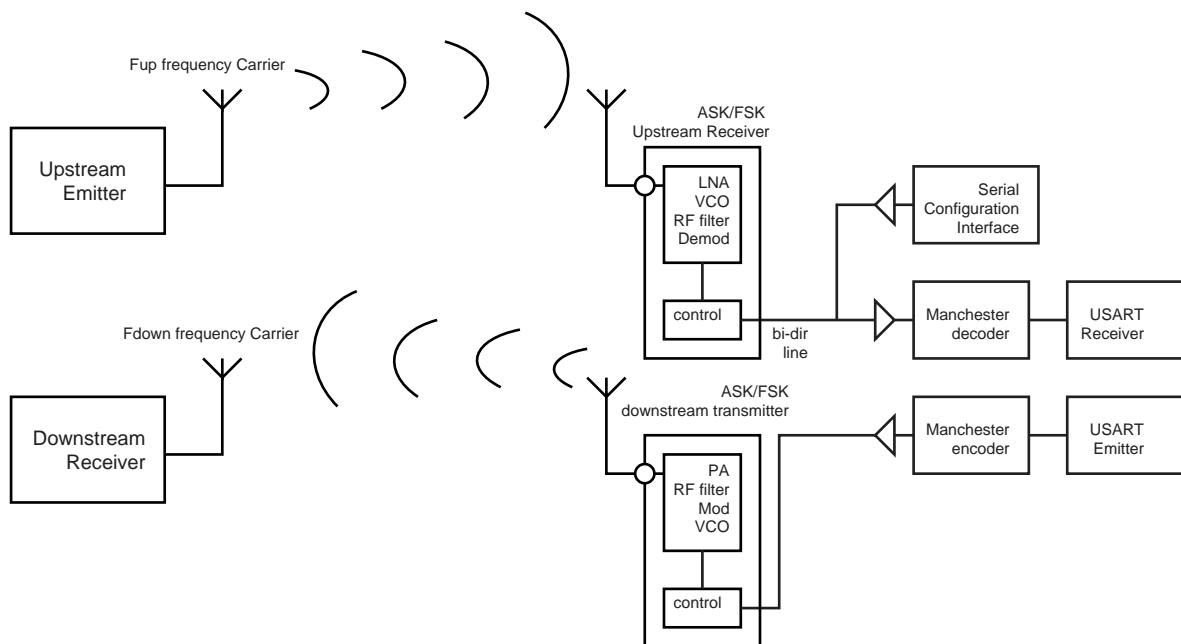 Fup frequency Carrier
Upstream
Emitter
ASK/FSK
Upstream Receiver
LNA
VCO
RF filter
Demod
control
bi-dir
line
Serial
Configuration
Interface
Manchester
decoder
USART
Receiver
Fdown frequency Carrier
Downstream
Receiver
ASK/FSK
downstream transmitter
PA
RF filter
Mod
VCO
control
Manchester
encoder
USART
Emitter